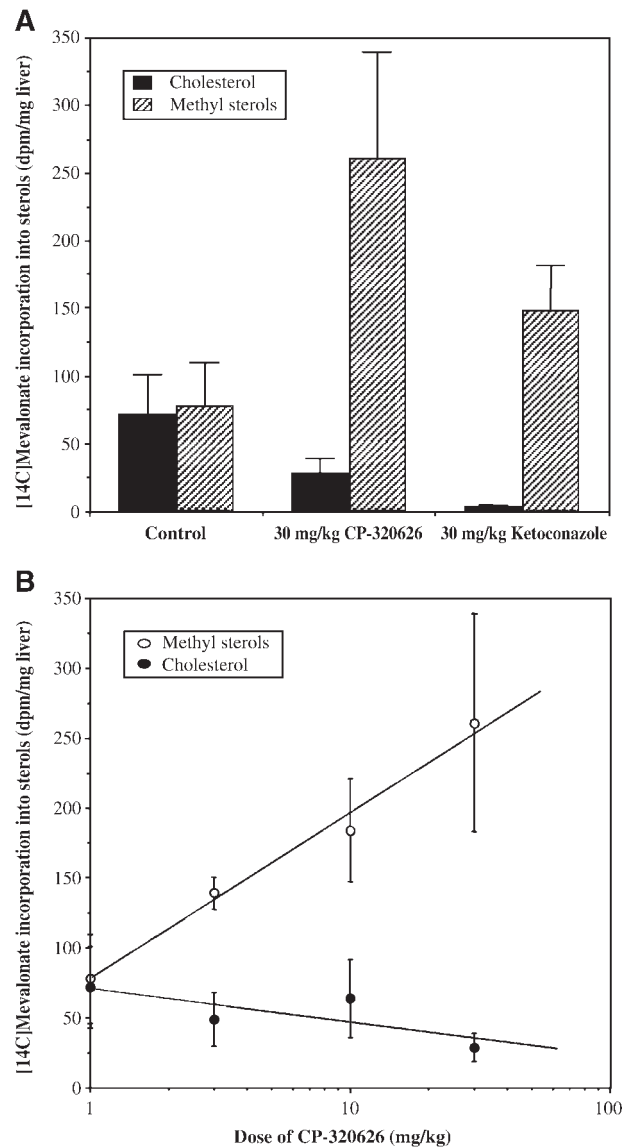 A
[14C]Mevalonate incorporation into sterols (dpm/mg liver)
350
300
250
200
150
100
50
0
Cholesterol
Methyl sterols
Control
30 mg/kg CP-320626
30 mg/kg Ketoconazole
B
[14C]Mevalonate incorporation into sterols (dpm/mg liver)
350
300
250
200
150
100
50
0
Methyl sterols
Cholesterol
1
10
100
Dose of CP-320626 (mg/kg)